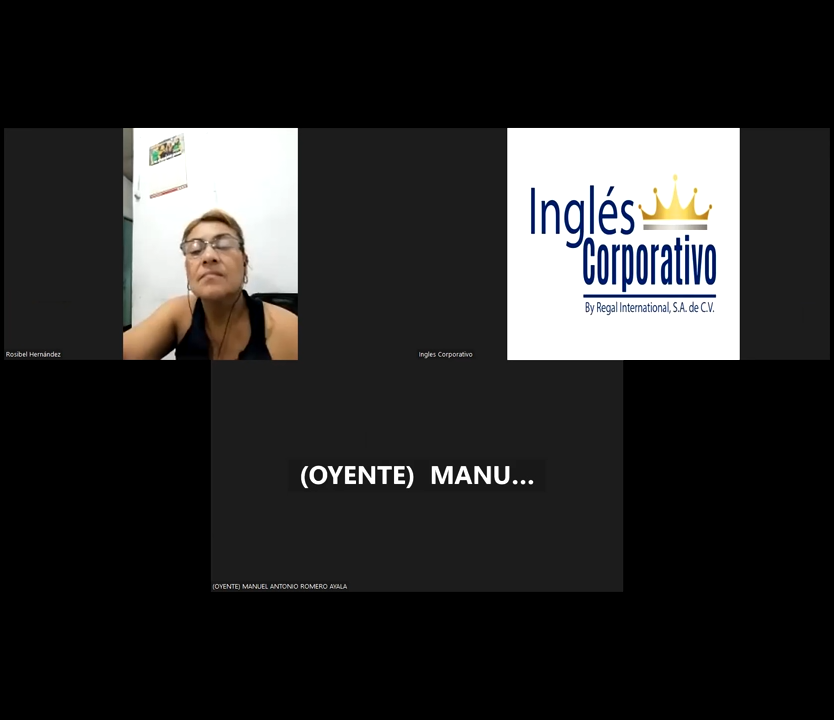 Inglés
Corporativo
By Regal International, S.A. de C.V.
Rosibel Hernández
Ingles Corporativo
(OYENTE) MANU...
(OYENTE) MANUEL ANTONIO ROMERO AYALA